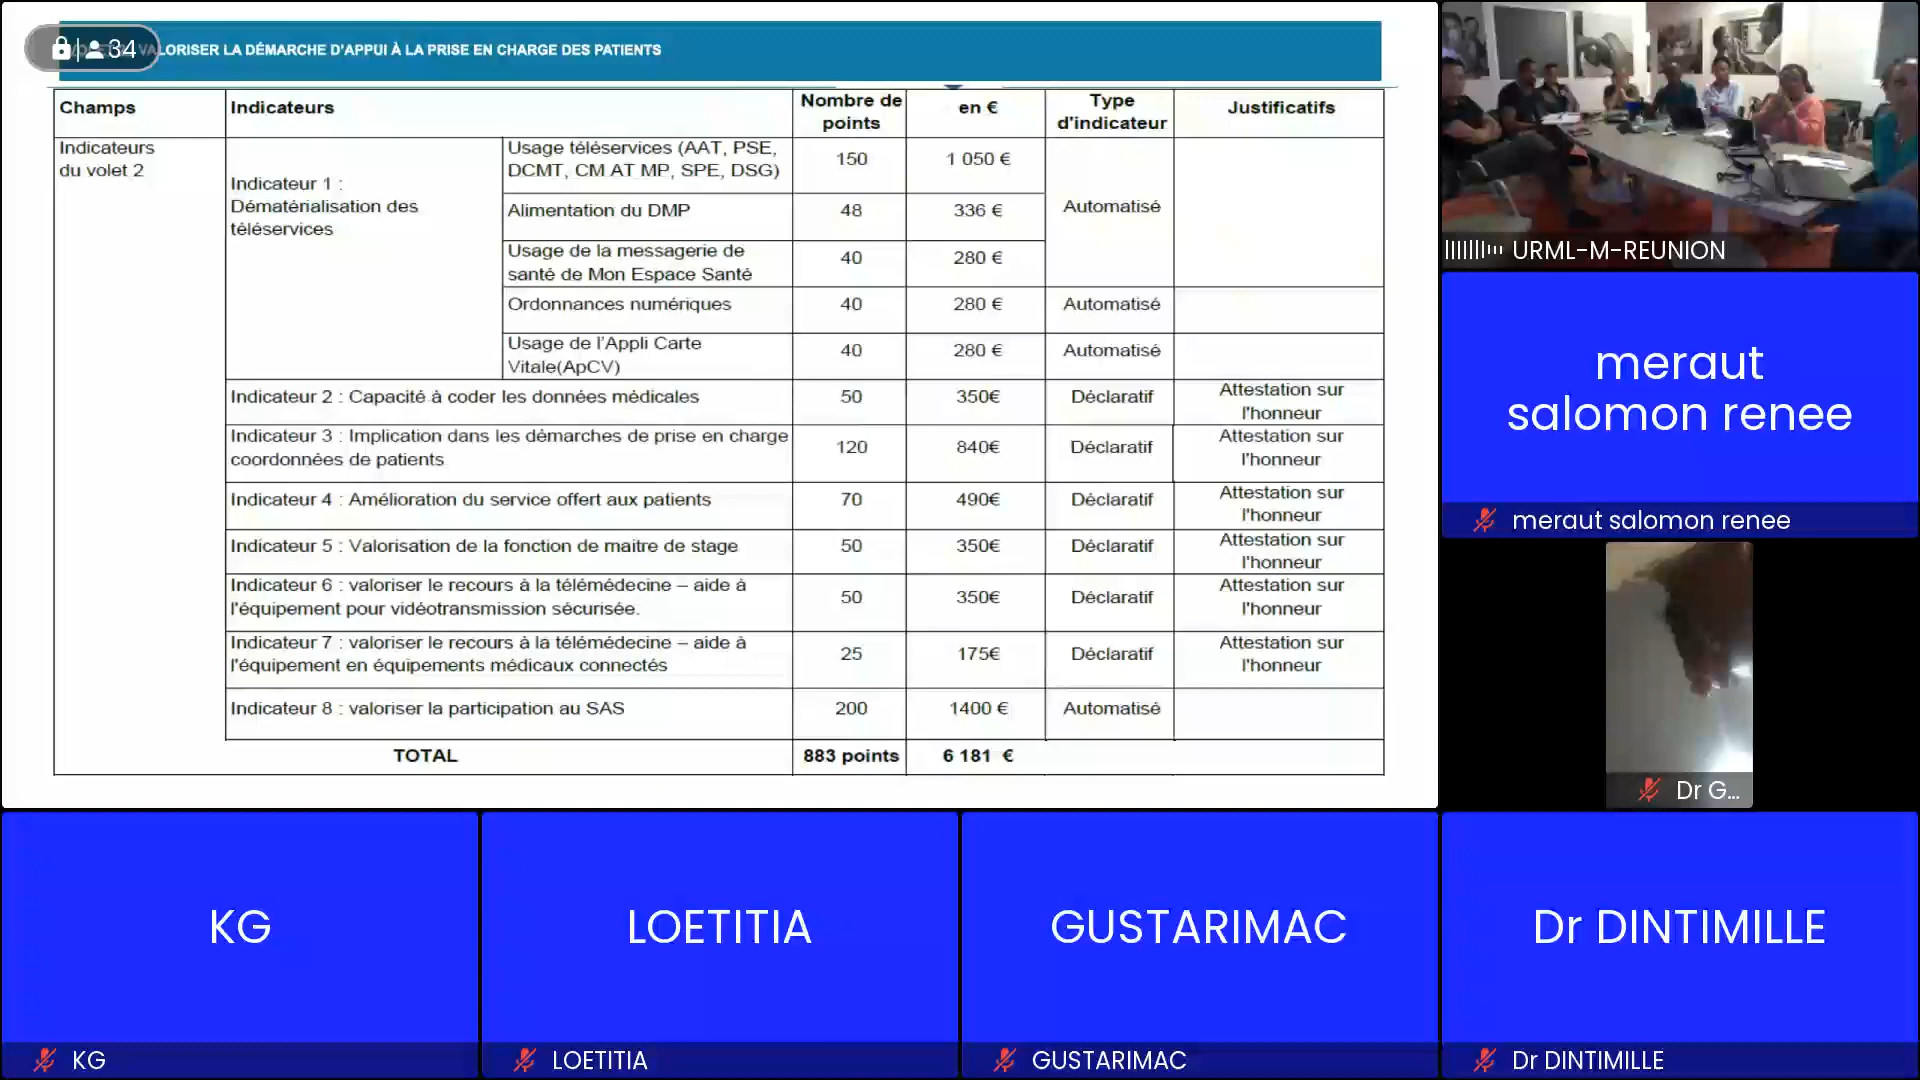 34
VALORISER LA DÉMARCHE D'APPUI À LA PRISE EN CHARGE DES PATIENTS
Champs
Indicateurs
Nombre de points
en €
Type d'indicateur
Justificatifs
Indicateurs du volet 2
Indicateur 1 : Dématérialisation des téléservices
Usage téléservices (AAT, PSE,
DCMT, CM AT MP, SPE, DSG)
150
1 050 €
Automatisé
Alimentation du DMP
48
336 €
Usage de la messagerie de
santé de Mon Espace Santé
40
280 €
Ordonnances numériques
40
280 €
Automatisé
Usage de l'Appli Carte
Vitale(ApCV)
40
280 €
Automatisé
Indicateur 2 : Capacité à coder les données médicales
50
350€
Déclaratif
Attestation sur
l'honneur
Indicateur 3 : Implication dans les démarches de prise en charge
coordonnées de patients
120
840€
Déclaratif
Attestation sur
l'honneur
Indicateur 4 : Amélioration du service offert aux patients
70
490€
Déclaratif
Attestation sur
l'honneur
Indicateur 5 : Valorisation de la fonction de maitre de stage
50
350€
Déclaratif
Attestation sur
l'honneur
Indicateur 6 : valoriser le recours à la télémédecine – aide à
l'équipement pour vidéotransmission sécurisée.
50
350€
Déclaratif
Attestation sur
l'honneur
Indicateur 7 : valoriser le recours à la télémédecine – aide à
l'équipement en équipements médicaux connectés
25
175€
Déclaratif
Attestation sur
l'honneur
Indicateur 8 : valoriser la participation au SAS
200
1400 €
Automatisé
TOTAL
883 points
6 181 €
URML-M-REUNION
meraut
salomon renee
meraut salomon renee
Dr G...
KG
LOETITIA
GUSTARIMAC
Dr DINTIMILLE
KG
LOETITIA
GUSTARIMAC
Dr DINTIMILLE